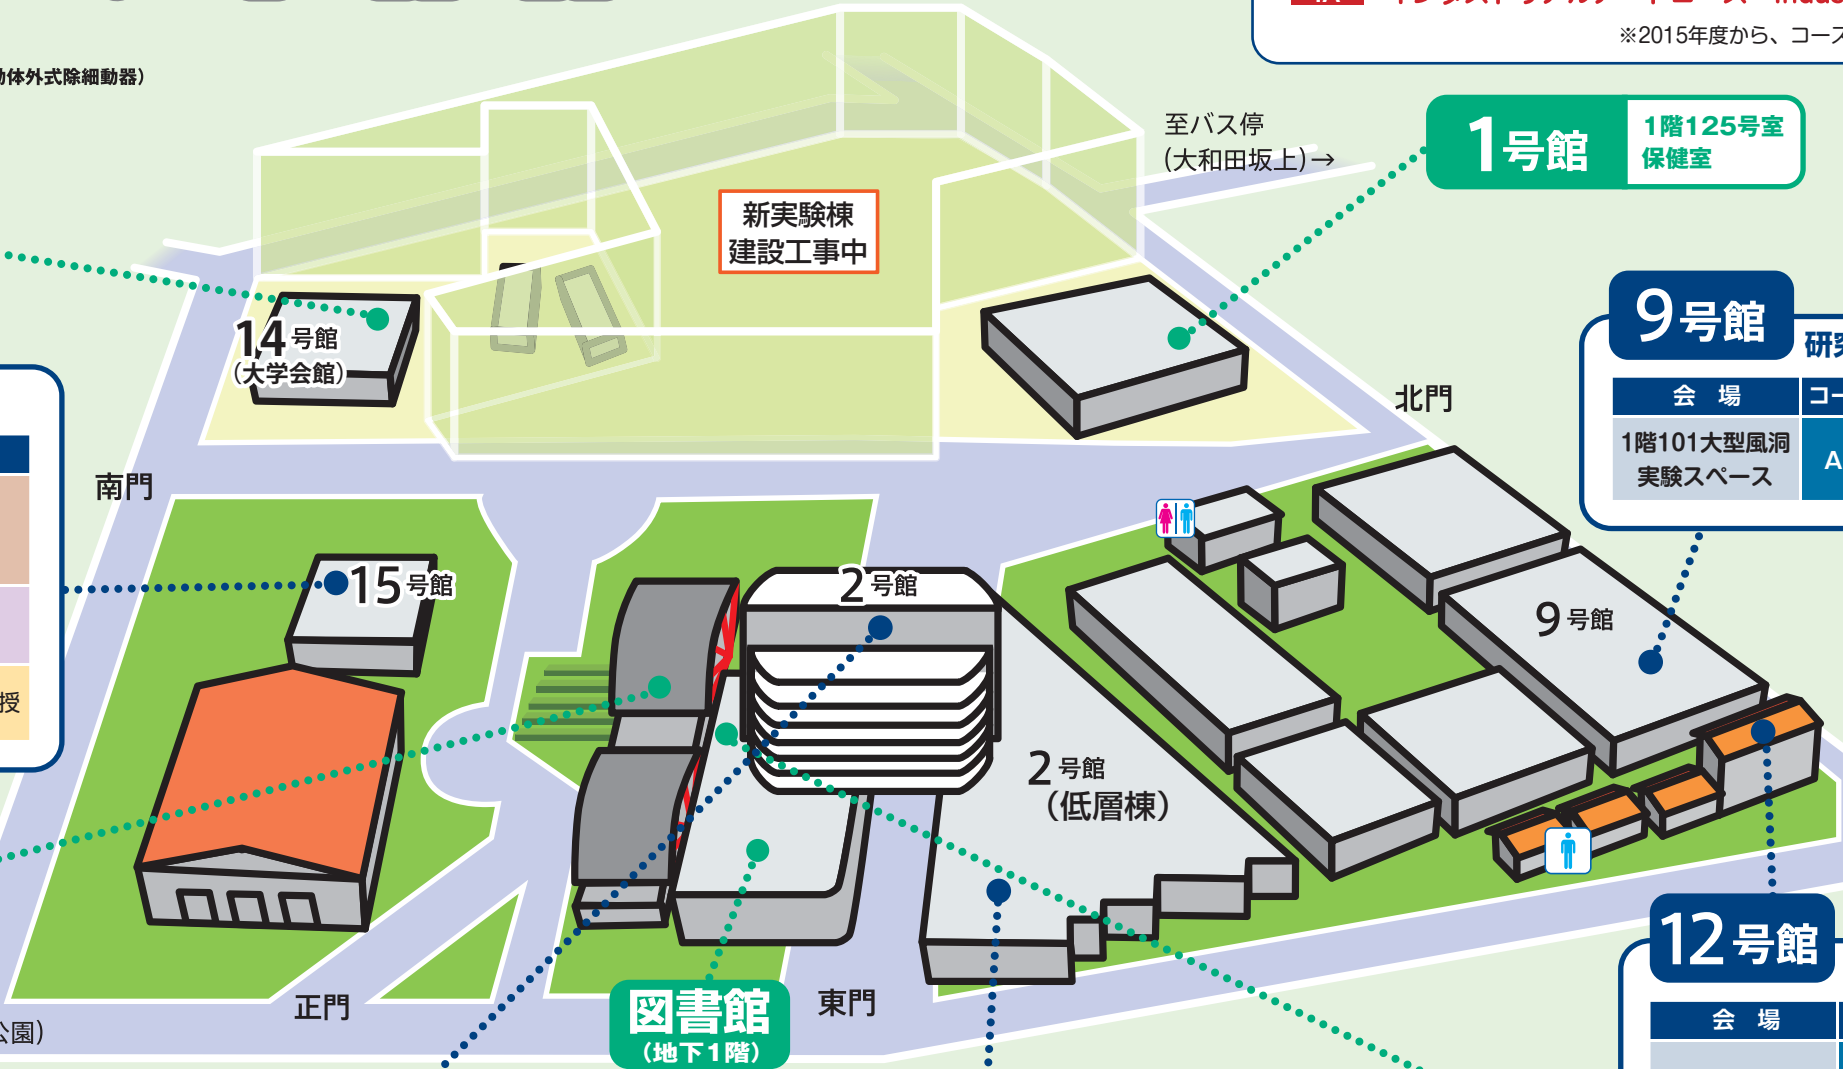 動体外式除細動器）
※2015年度から、コース
至バス停
(大和田坂上)→
1号館
1階125号室
保健室
新実験棟
建設工事中
14号館
（大学会館）
9号館
会 場
1階101大型風洞
実験スペース
北門
南門
15号館
2号館
9号館
授
2号館
（低層棟）
12号館
会 場
正門
図書館
（地下1階）
東門
公園)